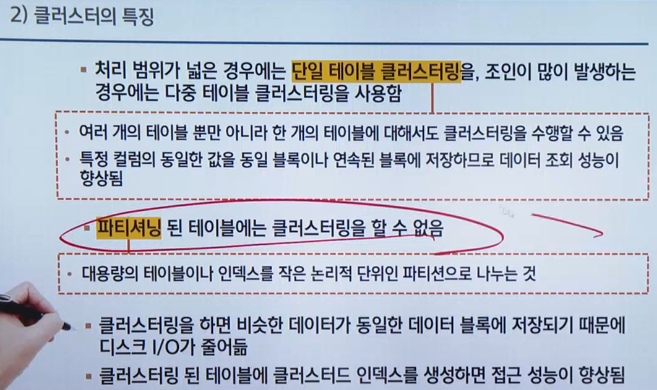 2) 클러스터의 특징
▪ 처리 범위가 넓은 경우에는 단일 테이블 클러스터링을, 조인이 많이 발생하는
경우에는 다중 테이블 클러스터링을 사용함
• 여러 개의 테이블 뿐만 아니라 한 개의 테이블에 대해서도 클러스터링을 수행할 수 있음
• 특정 컬럼의 동일한 값을 동일 블록이나 연속된 블록에 저장하므로 데이터 조회 성능이
향상됨
▪ 파티셔닝 된 테이블에는 클러스터링을 할 수 없음
• 대용량의 테이블이나 인덱스를 작은 논리적 단위인 파티션으로 나누는 것
▪ 클러스터링을 하면 비슷한 데이터가 동일한 데이터 블록에 저장되기 때문에
디스크 I/O가 줄어듦
▪ 클러스터링 된 테이블에 클러스터드 인덱스를 생성하면 접근 성능이 향상됨